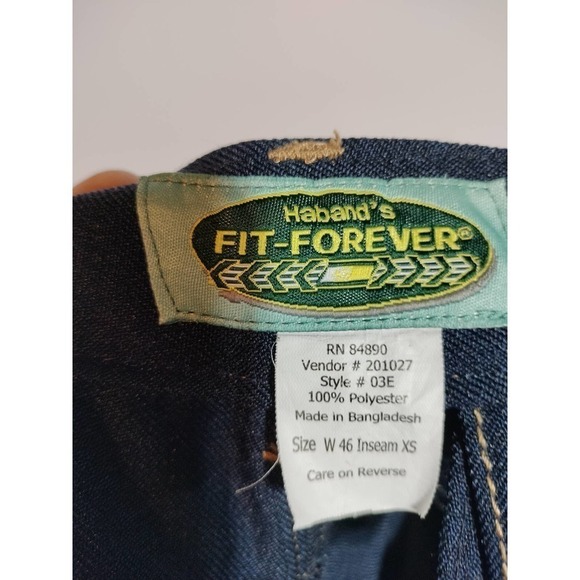 Haband's
FIT-FOREVER®
RN 84890
Vendor # 201027
Style # 03E
100% Polyester
Made in Bangladesh
Size W 46 Inseam XS
Care on Reverse